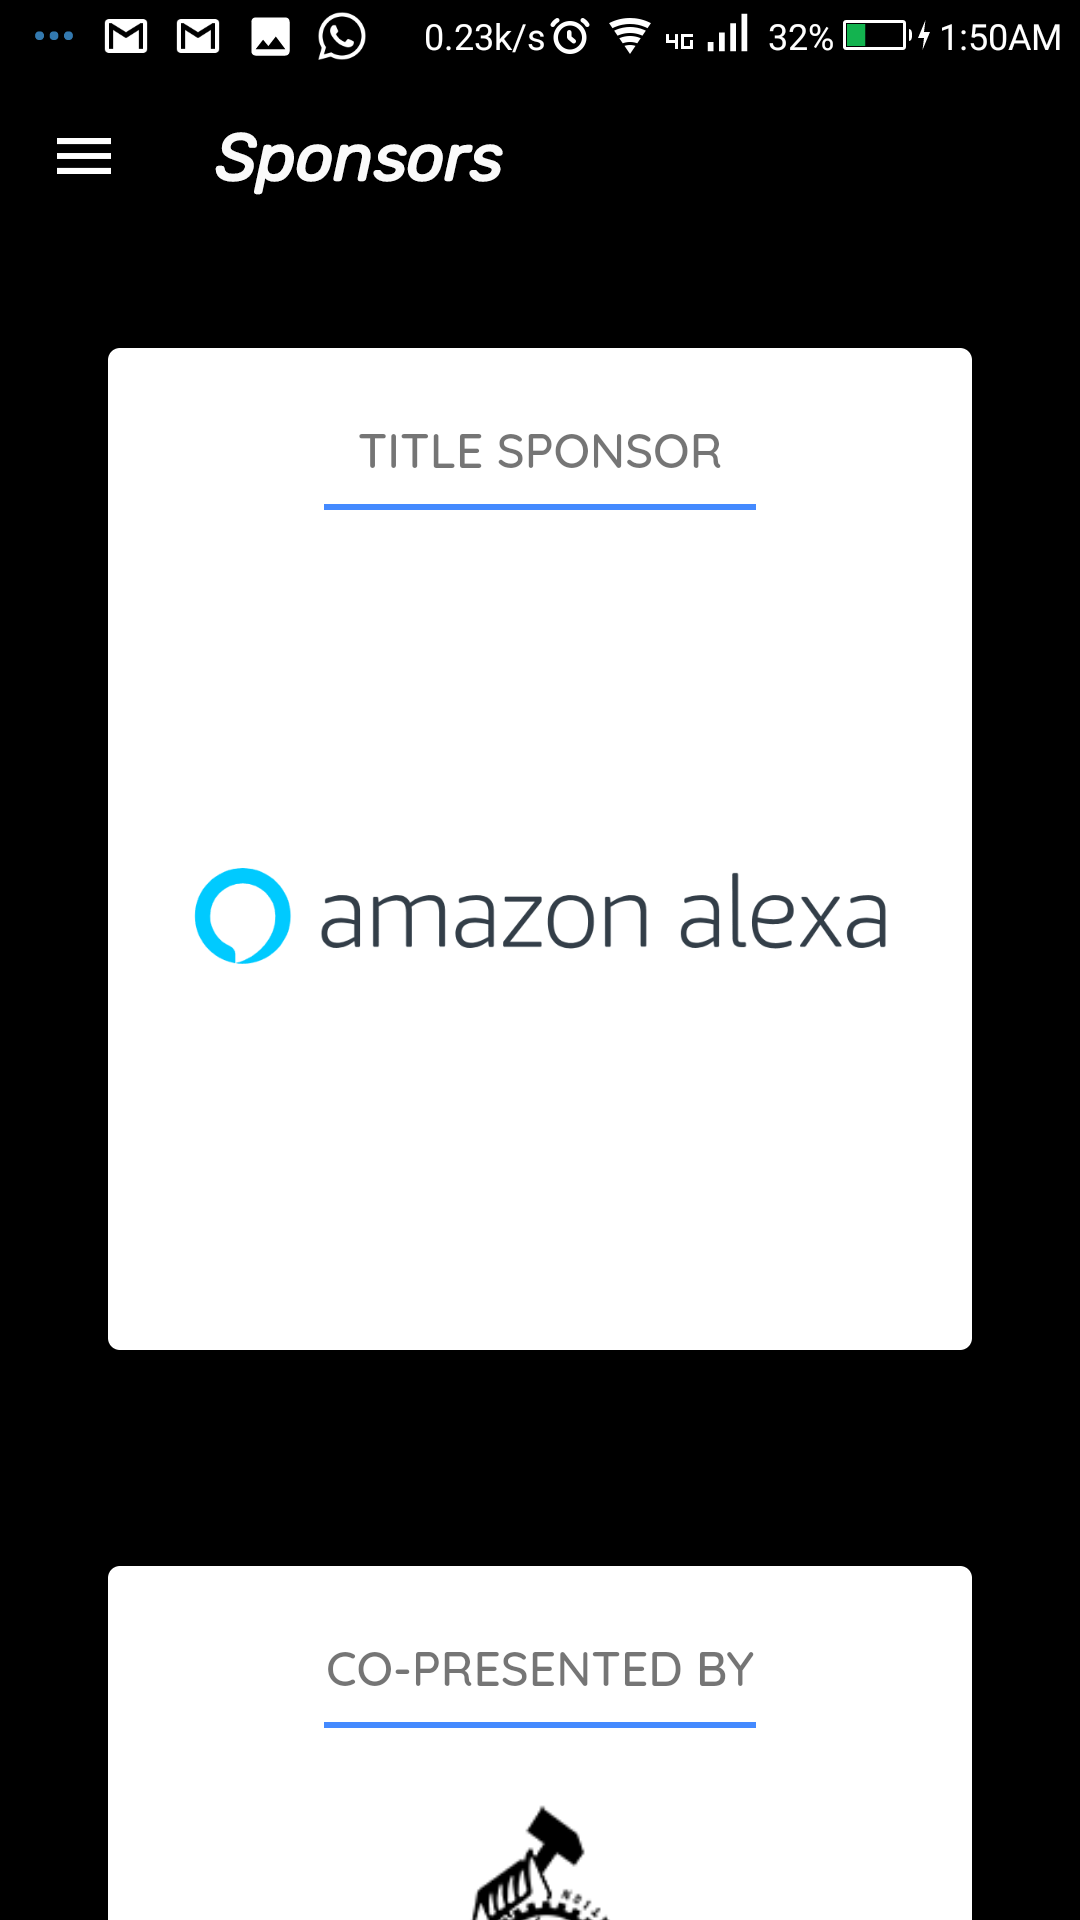 0.23k/s 4G 32% 1:50AM
Sponsors
TITLE SPONSOR
amazon alexa
CO-PRESENTED BY